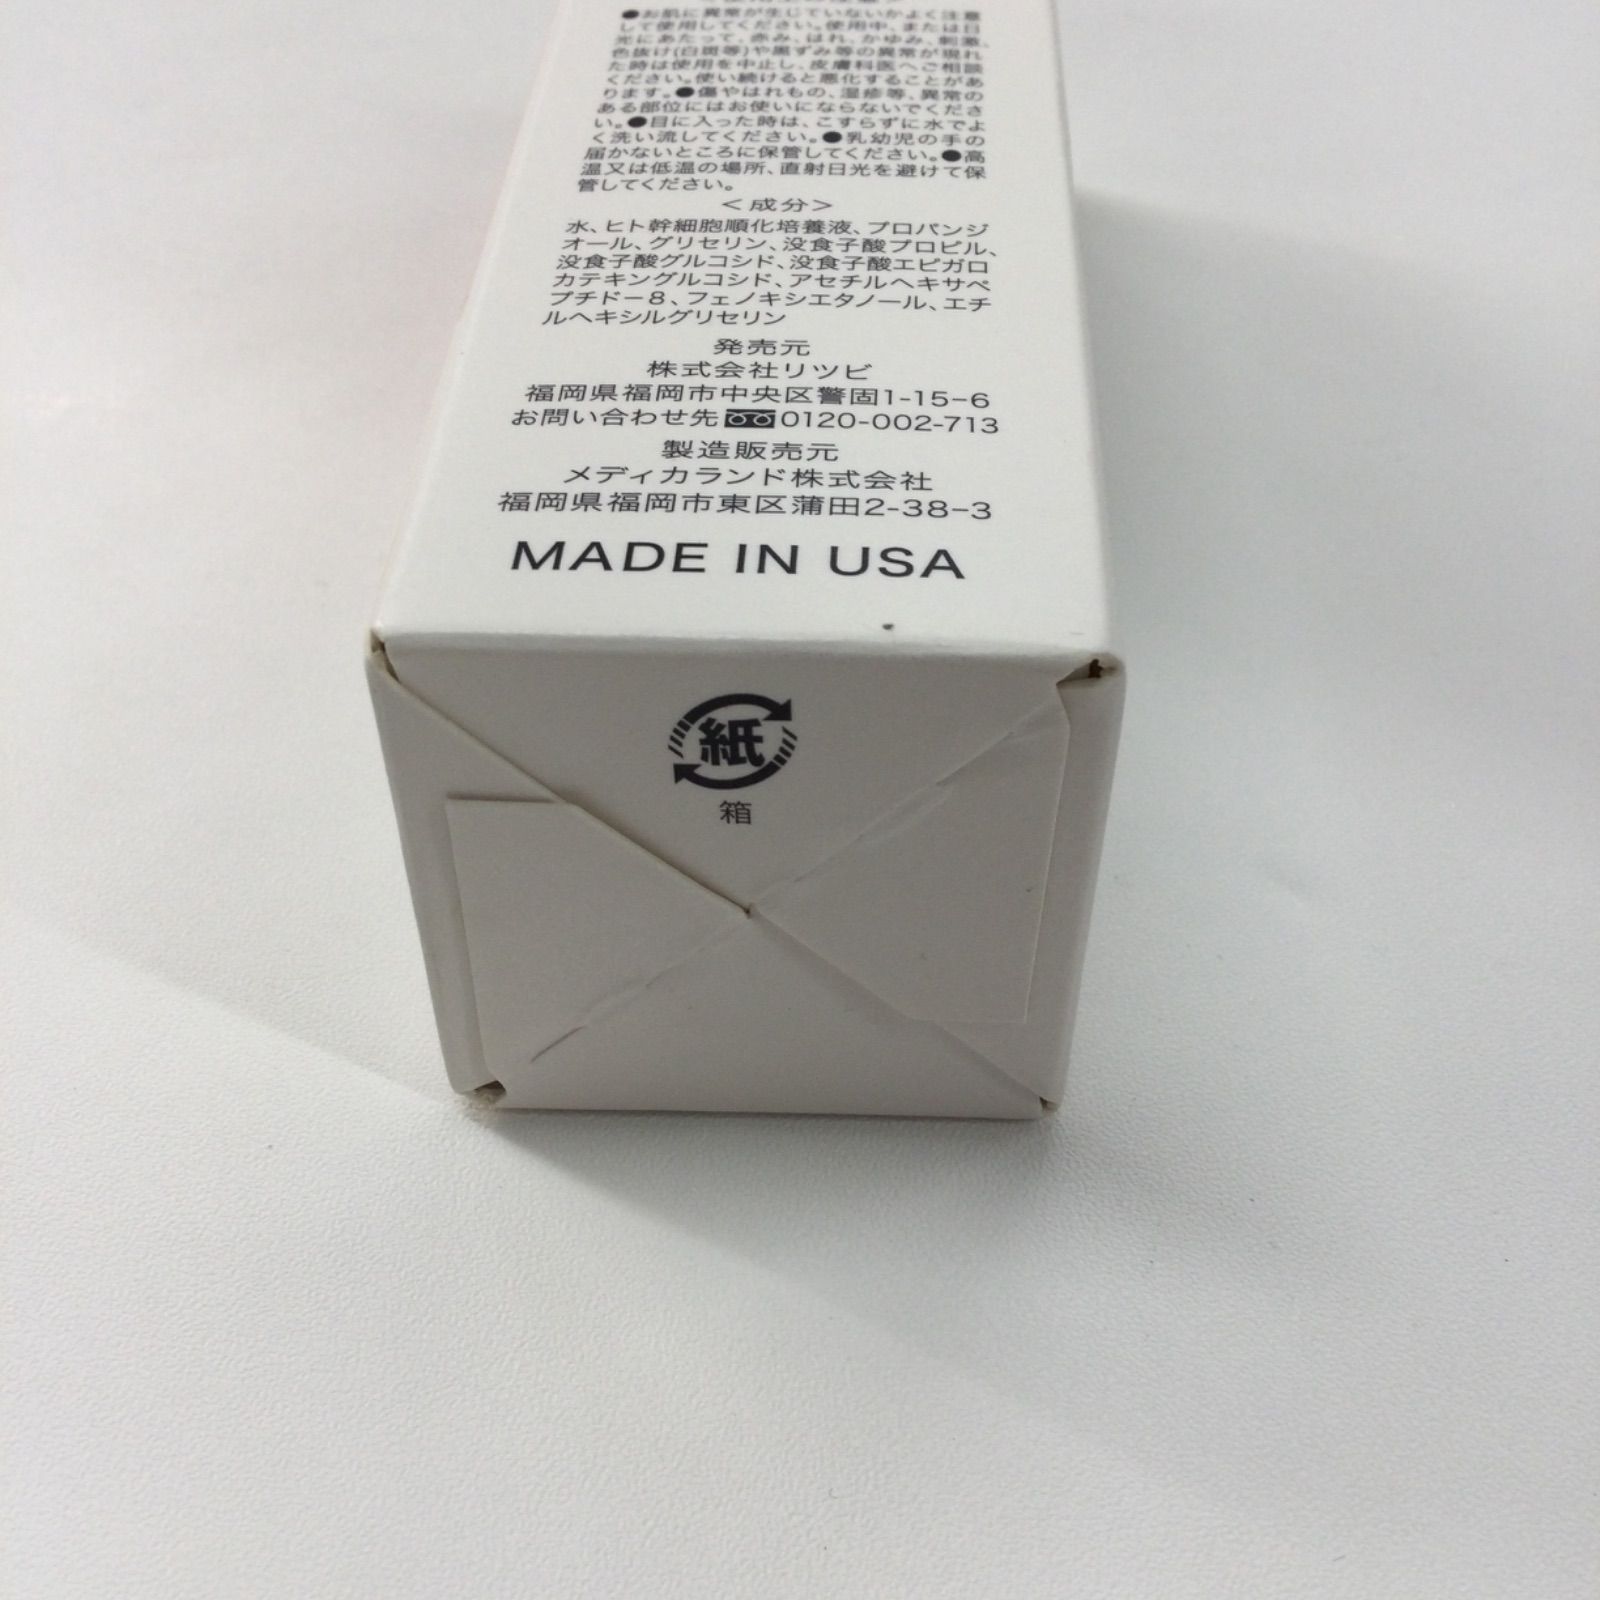 ●お肌に異常が生じていないかよく注意
して使用してください。使用中、または日
光にあたって、赤み、はれ、かゆみ、刺激、
色抜け(白斑等)や黒ずみ等の異常が現れ
た時は使用を中止し、皮膚科医へご相談
ください。使い続けると悪化することがあ
ります。●傷やはれもの、湿疹等、異常の
ある部位にはお使いにならないでくださ
い。●目に入った時は、こすらずに水でよ
く洗い流してください。●乳幼児の手の
届かないところに保管してください。●高
温又は低温の場所、直射日光を避けて保
管してください。
＜成分＞
水、ヒト幹細胞順化培養液、プロパンジ
オール、グリセリン、没食子酸プロピル、
没食子酸グルコシド、没食子酸エピガロ
カテキングルコシド、アセチルヘキサペ
プチド－8、フェノキシエタノール、エチ
ルヘキシルグリセリン
発売元
株式会社リツビ
福岡県福岡市中央区警固1-15-6
お問い合わせ先 0120-002-713
製造販売元
メディカランド株式会社
福岡県福岡市東区蒲田2-38-3
MADE IN USA
紙
箱